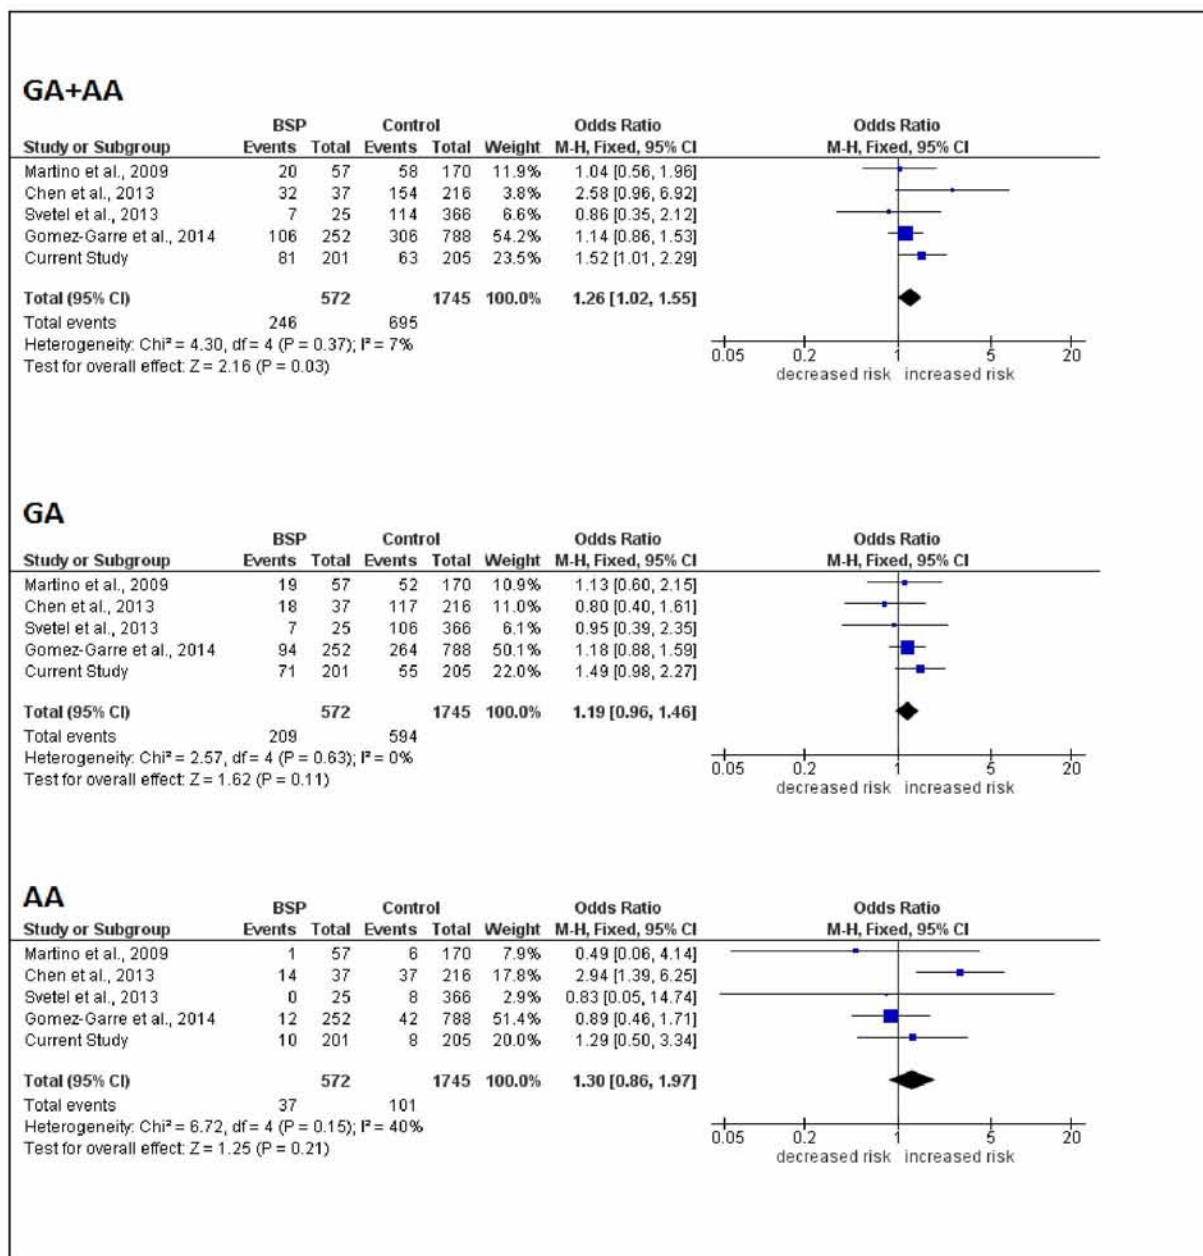 GA+AA
BSP Control Odds Ratio Odds Ratio
Study or Subgroup Events Total Events Total Weight M-H, Fixed, 95% CI M-H, Fixed, 95% CI
Martino et al., 2009 20 57 58 170 11.9% 1.04 [0.56, 1.96]
Chen et al., 2013 32 37 154 216 3.8% 2.58 [0.96, 6.92]
Svetel et al., 2013 7 25 114 366 6.6% 0.86 [0.35, 2.12]
Gomez-Garre et al., 2014 106 252 306 788 54.2% 1.14 [0.86, 1.53]
Current Study 81 201 63 205 23.5% 1.52 [1.01, 2.29]
Total (95% CI) 572 1745 100.0% 1.26 [1.02, 1.55]
Total events 246 695
Heterogeneity: Chi² = 4.30, df = 4 (P = 0.37); I² = 7%
Test for overall effect: Z = 2.16 (P = 0.03)
0.05 0.2 1 5 20
decreased risk increased risk
GA
BSP Control Odds Ratio Odds Ratio
Study or Subgroup Events Total Events Total Weight M-H, Fixed, 95% CI M-H, Fixed, 95% CI
Martino et al., 2009 19 57 52 170 10.9% 1.13 [0.60, 2.15]
Chen et al., 2013 18 37 117 216 11.0% 0.80 [0.40, 1.61]
Svetel et al., 2013 7 25 106 366 6.1% 0.95 [0.39, 2.35]
Gomez-Garre et al., 2014 94 252 264 788 50.1% 1.18 [0.88, 1.59]
Current Study 71 201 55 205 22.0% 1.49 [0.98, 2.27]
Total (95% CI) 572 1745 100.0% 1.19 [0.96, 1.46]
Total events 209 594
Heterogeneity: Chi² = 2.57, df = 4 (P = 0.63); I² = 0%
Test for overall effect: Z = 1.62 (P = 0.11)
0.05 0.2 1 5 20
decreased risk increased risk
AA
BSP Control Odds Ratio Odds Ratio
Study or Subgroup Events Total Events Total Weight M-H, Fixed, 95% CI M-H, Fixed, 95% CI
Martino et al., 2009 1 57 6 170 7.9% 0.49 [0.06, 4.14]
Chen et al., 2013 14 37 37 216 17.8% 2.94 [1.39, 6.25]
Svetel et al., 2013 0 25 8 366 2.9% 0.83 [0.05, 14.74]
Gomez-Garre et al., 2014 12 252 42 788 51.4% 0.89 [0.46, 1.71]
Current Study 10 201 8 205 20.0% 1.29 [0.50, 3.34]
Total (95% CI) 572 1745 100.0% 1.30 [0.86, 1.97]
Total events 37 101
Heterogeneity: Chi² = 6.72, df = 4 (P = 0.15); I² = 40%
Test for overall effect: Z = 1.25 (P = 0.21)
0.05 0.2 1 5 20
decreased risk increased risk